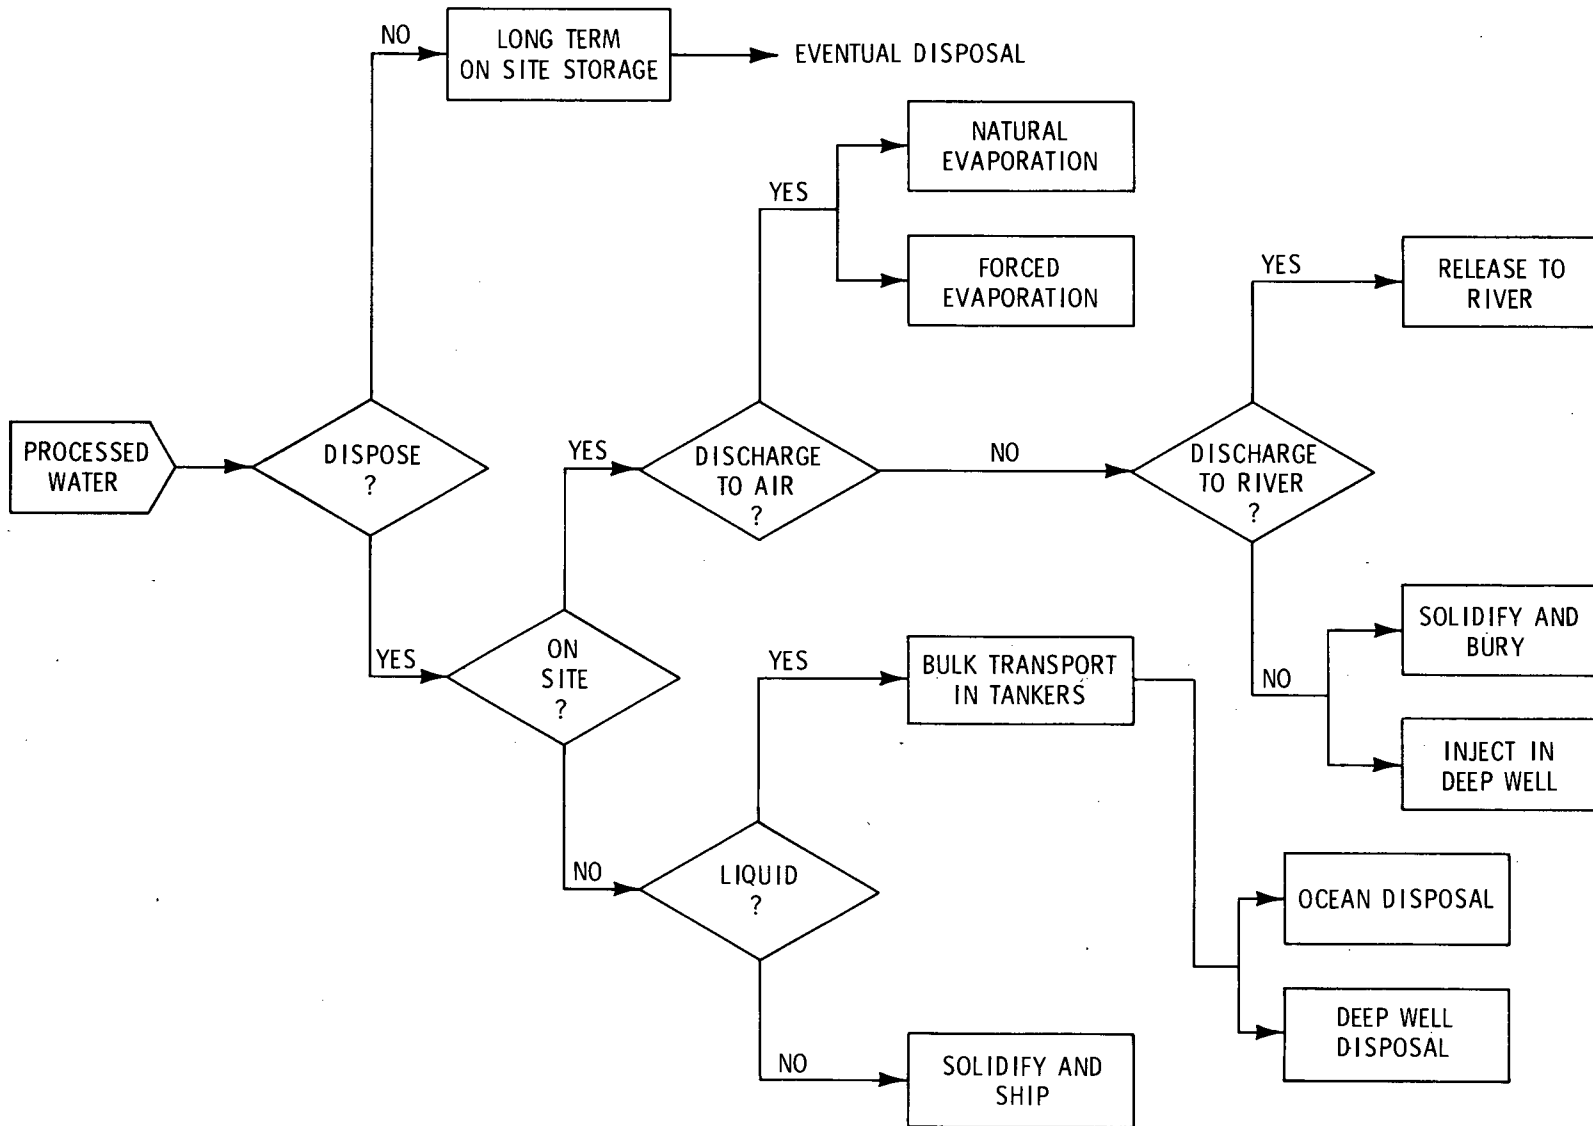 NO
LONG TERM
ON SITE STORAGE
EVENTUAL DISPOSAL
NATURAL
EVAPORATION
YES
FORCED
EVAPORATION
YES
RELEASE TO
RIVER
PROCESSED
WATER
DISPOSE
?
YES
DISCHARGE
TO AIR
?
NO
DISCHARGE
TO RIVER
?
YES
ON
SITE
?
YES
BULK TRANSPORT
IN TANKERS
NO
SOLIDIFY AND
BURY
INJECT IN
DEEP WELL
NO
LIQUID
?
OCEAN DISPOSAL
DEEP WELL
DISPOSAL
NO
SOLIDIFY AND
SHIP